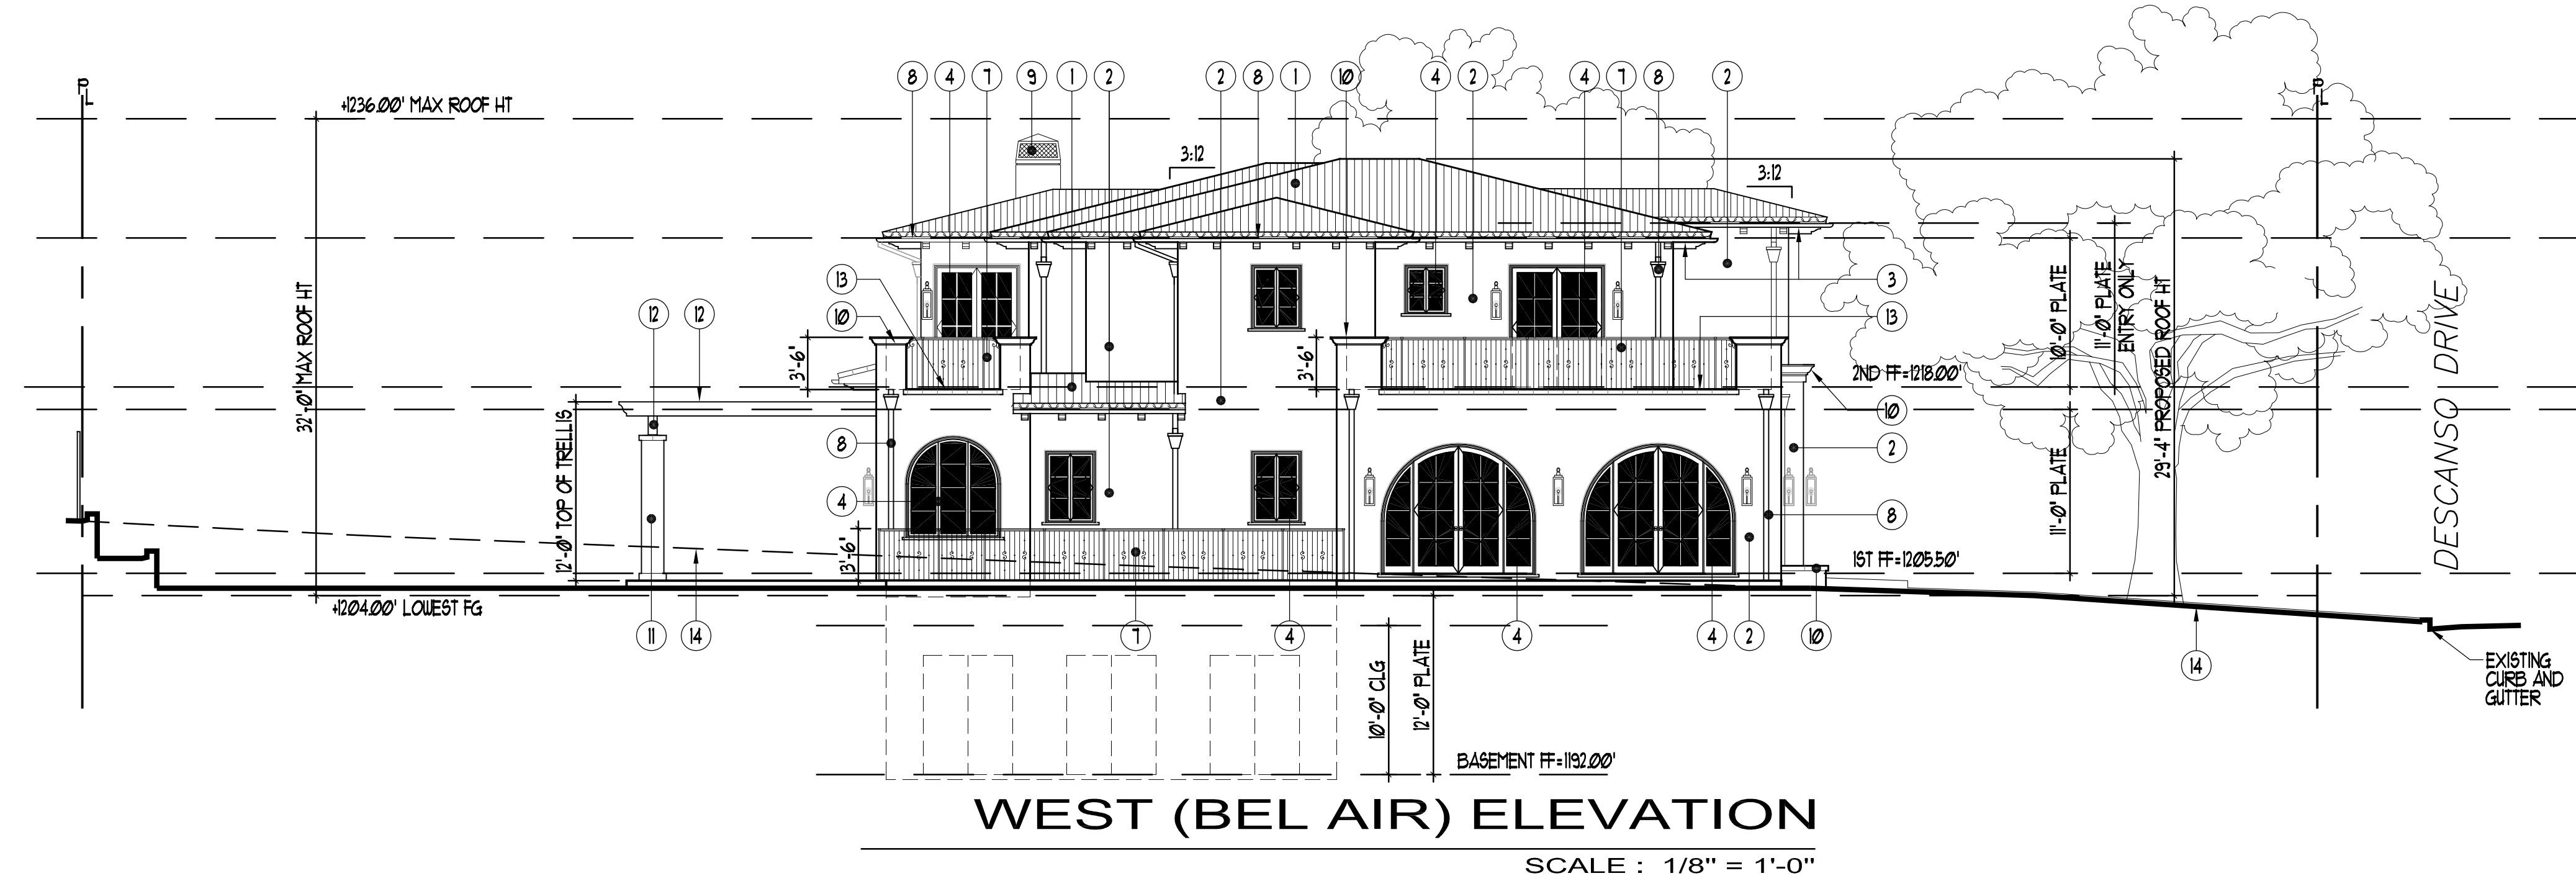 8 4 7 9 1 2 2 8 1 10 4 2 4 7 8 2
PL
PL
+1236.00' MAX ROOF HT
3:12
3:12
13
3
10
13
12 12
32'-0" MAX ROOF HT
3'-6"
3'-6"
10'-0" PLATE
11'-0" PLATE
ENTRY ONLY
29'-4" PROPOSED ROOF HT
DESCANSO DRIVE
2ND FF=1218.00'
10
8
2
12'-0" TOP OF TRELLIS
4
8
11'-0" PLATE
3'-6"
1ST FF=1205.50'
+1204.00' LOWEST FG
11 14 7 4 4 4 2 10
14
EXISTING
CURB AND
GUTTER
10'-0" CLG
12'-0" PLATE
BASEMENT FF=1192.00'
WEST (BEL AIR) ELEVATION
SCALE : 1/8" = 1'-0"